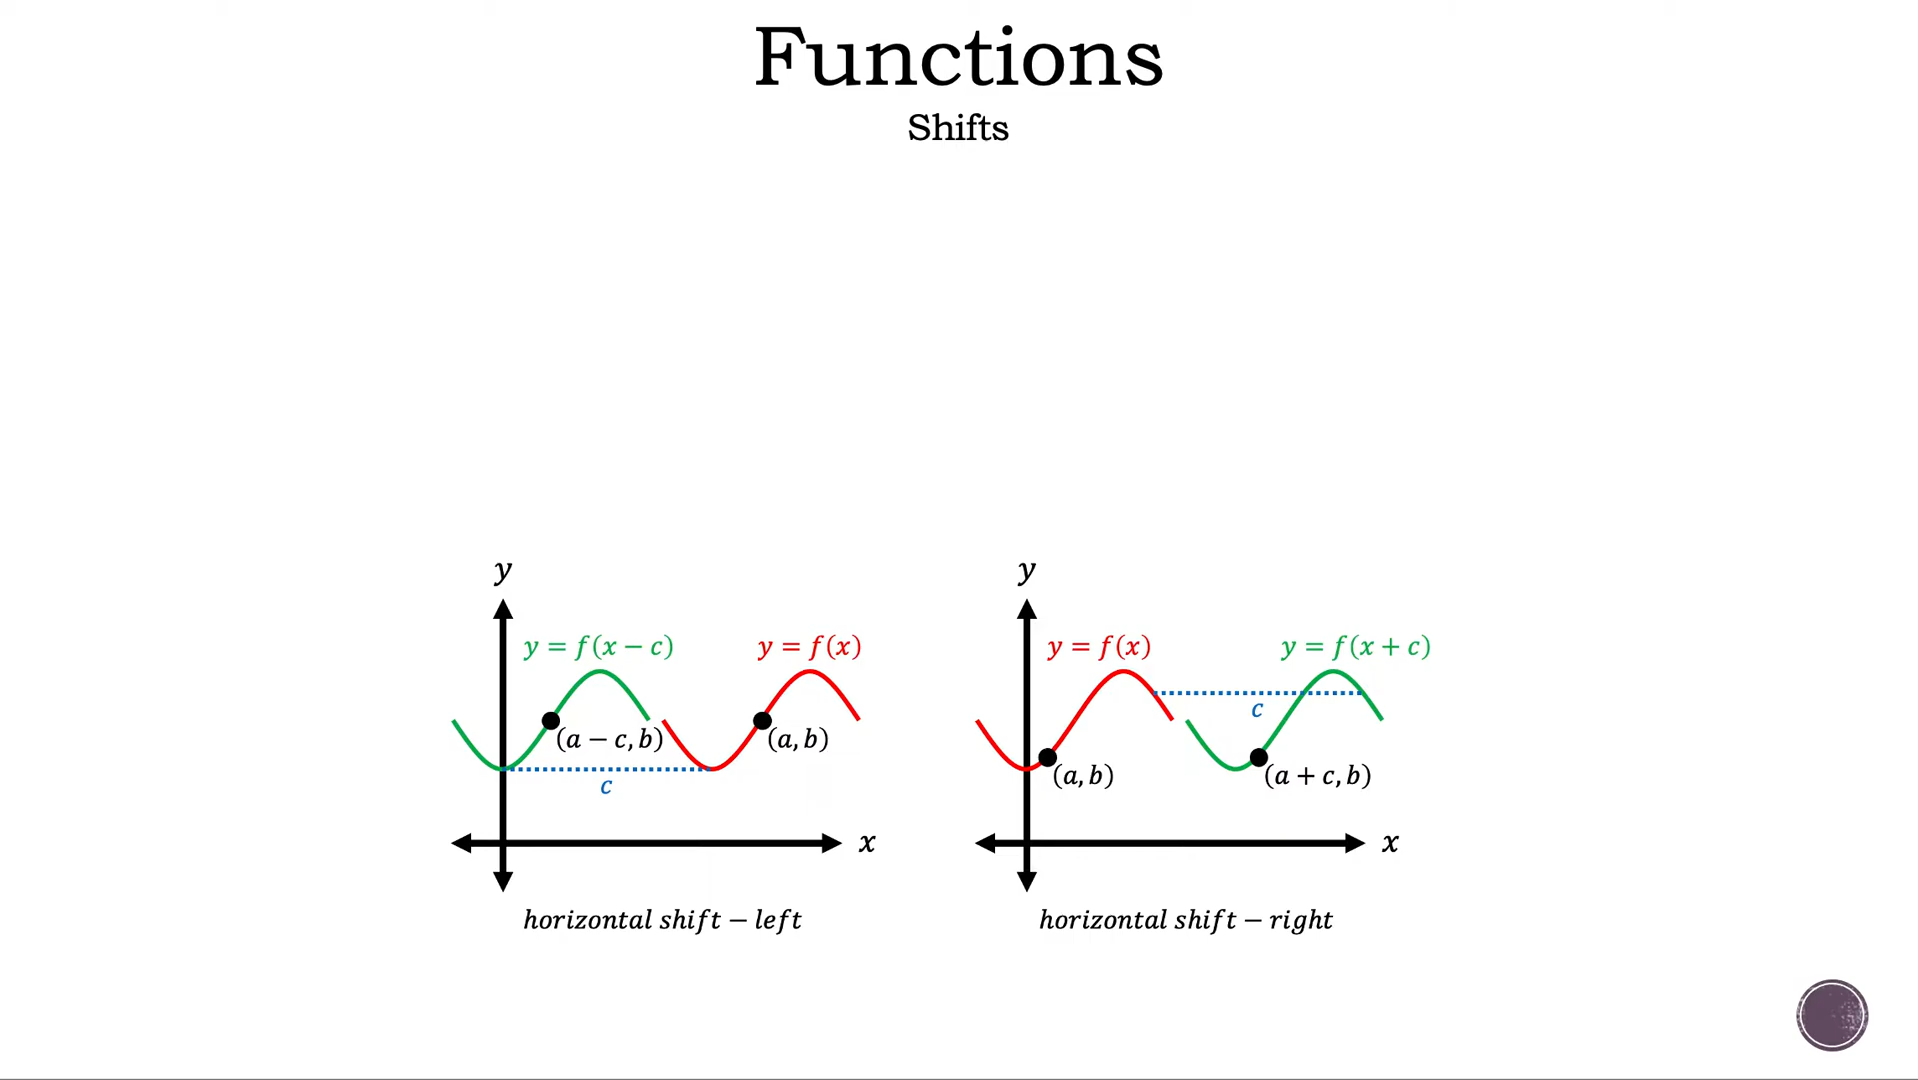 Functions
Shifts
y
y = f(x − c)
y = f(x)
(a − c, b)
(a, b)
c
x
horizontal shift − left
y
y = f(x)
y = f(x + c)
c
(a, b)
(a + c, b)
x
horizontal shift − right